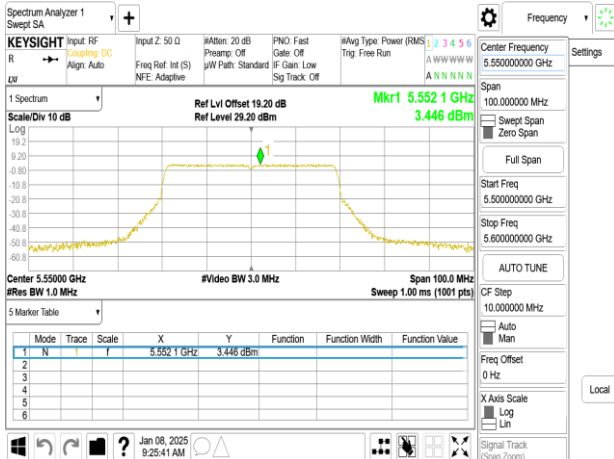 Spectrum Analyzer 1
Swept SA
+
Frequency
KEYSIGHT
R
Input: RF
Coupling: DC
Align: Auto
Input Z: 50 Ω
Freq Ref: Int (S)
NFE: Adaptive
#Atten: 20 dB
Preamp: Off
µW Path: Standard
PNO: Fast
Gate: Off
IF Gain: Low
Sig Track: Off
#Avg Type: Power (RMS
Trig: Free Run
1 2 3 4 5 6
A W W W W W
A N N N N N
1 Spectrum
Scale/Div 10 dB
Ref Lvl Offset 19.20 dB
Ref Level 29.20 dBm
Mkr1 5.552 1 GHz
3.446 dBm
Log
19.2
9.20
-0.80
-10.8
-20.8
-30.8
-40.8
-50.8
-60.8
1
Center 5.55000 GHz
#Res BW 1.0 MHz
#Video BW 3.0 MHz
Span 100.0 MHz
Sweep 1.00 ms (1001 pts)
5 Marker Table
Mode Trace Scale X Y Function Function Width Function Value
1 N 1 f 5.552 1 GHz 3.446 dBm
2
3
4
5
6
Jan 08, 2025
9:25:41 AM
?
Center Frequency
5.550000000 GHz
Span
100.000000 MHz
Swept Span
Zero Span
Full Span
Start Freq
5.500000000 GHz
Stop Freq
5.600000000 GHz
AUTO TUNE
CF Step
10.000000 MHz
Auto
Man
Freq Offset
0 Hz
X Axis Scale
Log
Lin
Signal Track
(Span Zoom)
Settings
Local